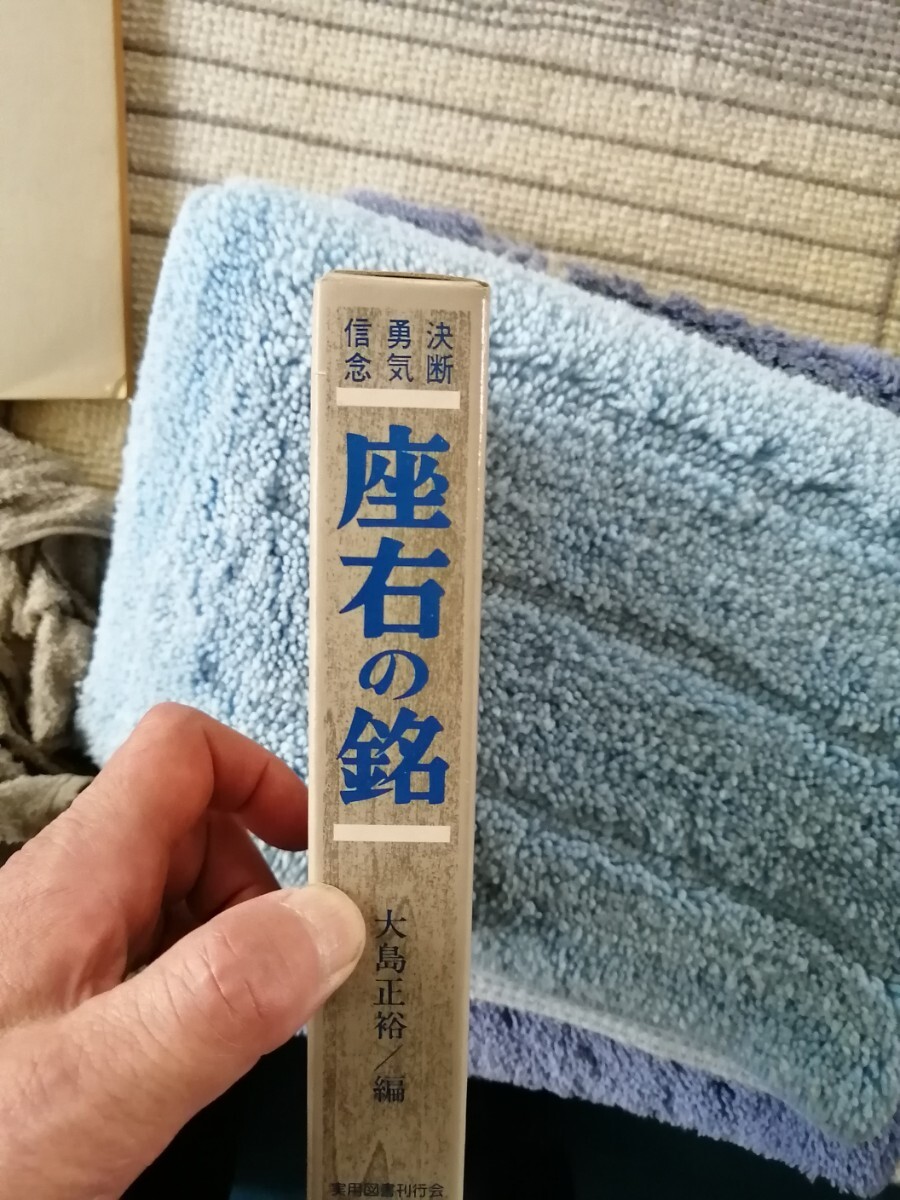 決断
勇気
信念
座右の銘
大島正裕/編
実用図書刊行会